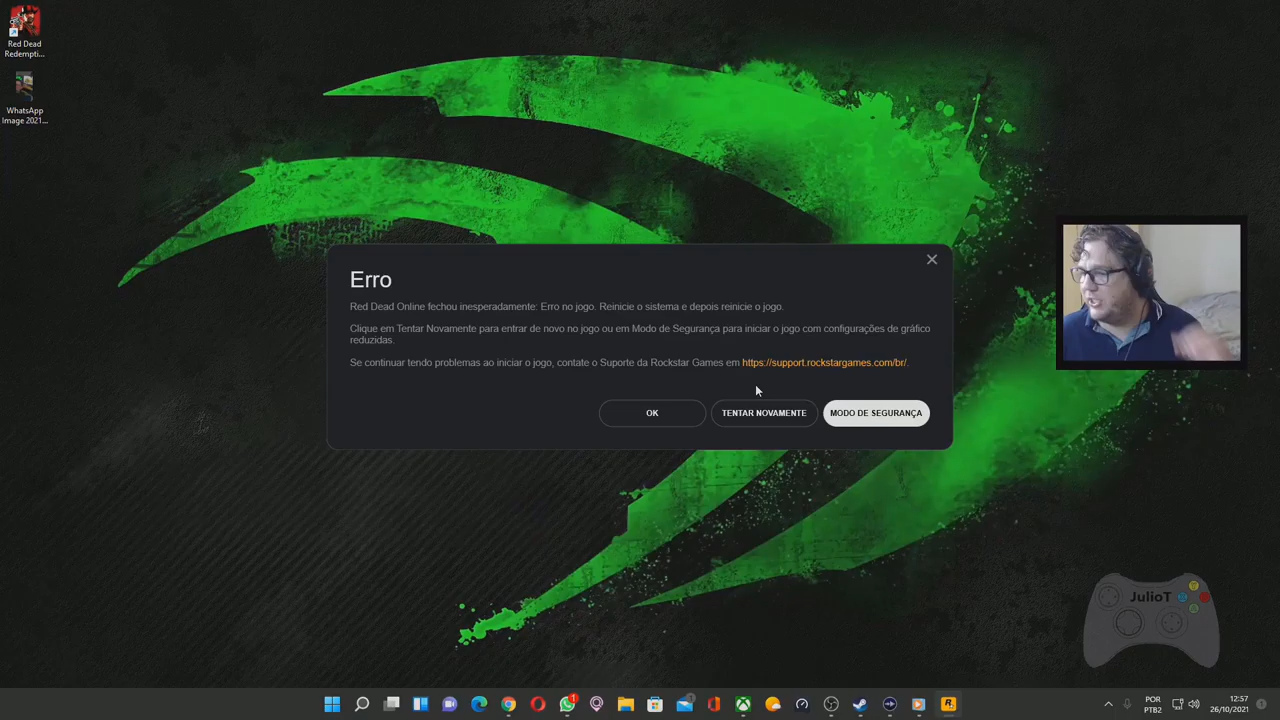 Red Dead
Redempti...
WhatsApp
Image 2021...
Erro
Red Dead Online fechou inesperadamente: Erro no jogo. Reinicie o sistema e depois reinicie o jogo.
Clique em Tentar Novamente para entrar de novo no jogo ou em Modo de Segurança para iniciar o jogo com configurações de gráfico
reduzidas.
Se continuar tendo problemas ao iniciar o jogo, contate o Suporte da Rockstar Games em https://support.rockstargames.com/br/.
OK
TENTAR NOVAMENTE
MODO DE SEGURANÇA
JulioT
1
1
R
POR
PTB2
12:57
26/10/2021
1